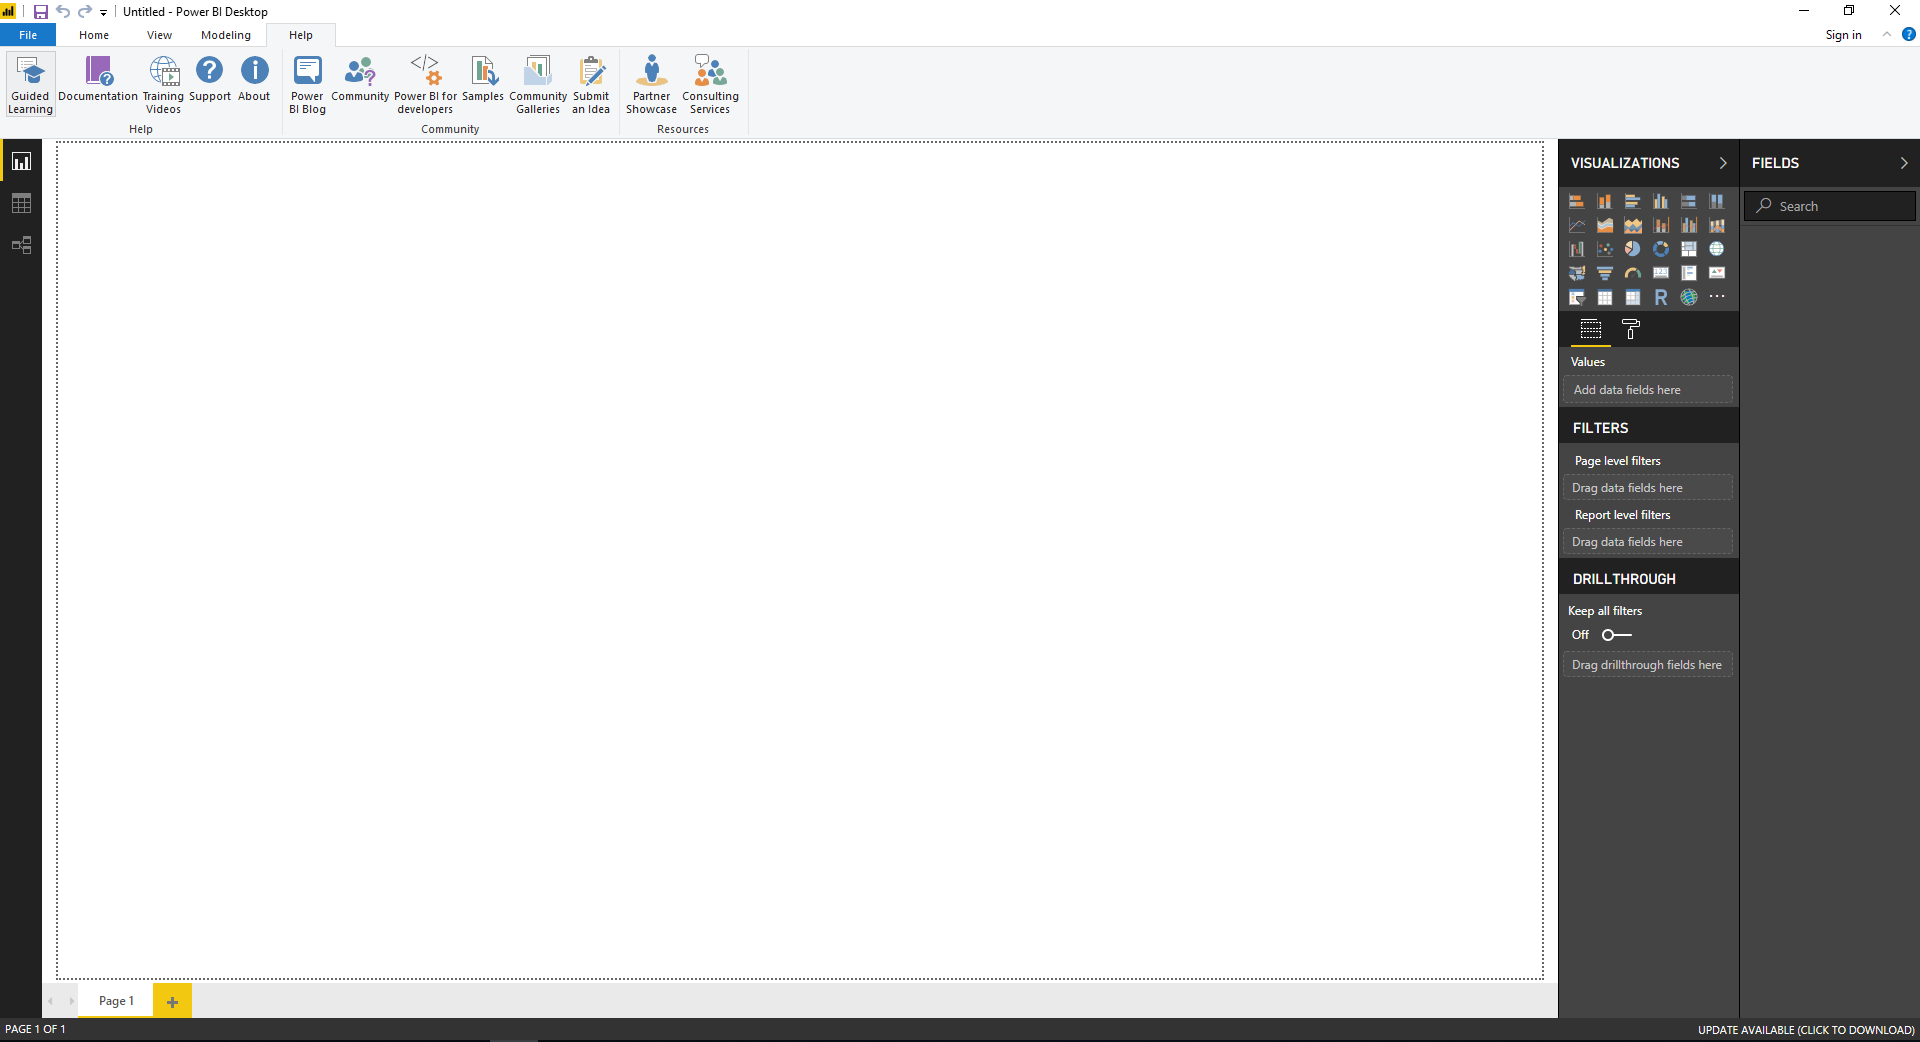 Untitled - Power BI Desktop
File Home View Modeling Help Sign in
Guided Learning
Documentation
Training Videos
Support
About
Help
Power BI Blog
Community
Power BI for developers
Samples
Community Galleries
Submit an Idea
Community
Partner Showcase
Consulting Services
Resources
VISUALIZATIONS
FIELDS
Search
Values
Add data fields here
FILTERS
Page level filters
Drag data fields here
Report level filters
Drag data fields here
DRILLTHROUGH
Keep all filters
Off
Drag drillthrough fields here
Page 1
PAGE 1 OF 1
UPDATE AVAILABLE (CLICK TO DOWNLOAD)